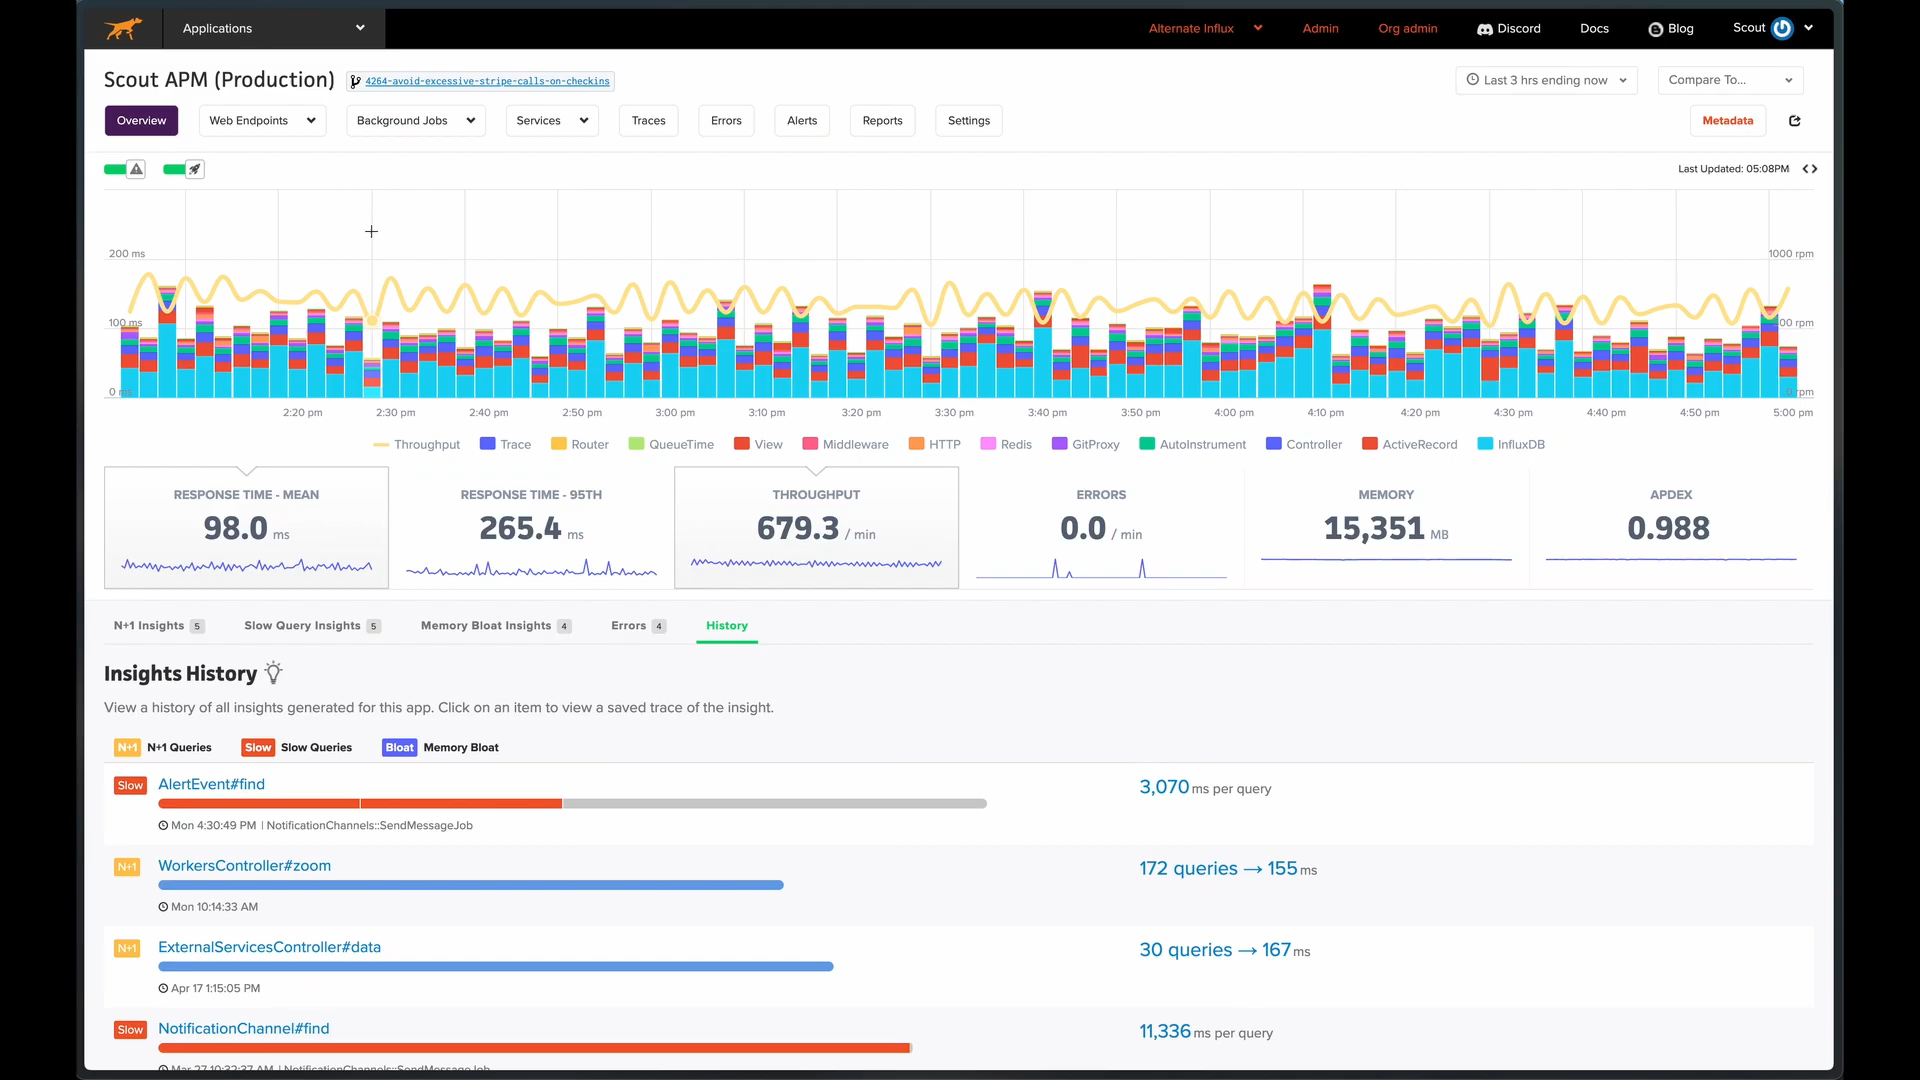 Applications
Alternate Influx
Admin
Org admin
Discord
Docs
Blog
Scout
Scout APM (Production)
4264-avoid-excessive-stripe-calls-on-checkins
Last 3 hrs ending now
Compare To...
Overview
Web Endpoints
Background Jobs
Services
Traces
Errors
Alerts
Reports
Settings
Metadata
Last Updated: 05:08PM
200 ms
1000 rpm
100 ms
0 rpm
2:20 pm 2:30 pm 2:40 pm 2:50 pm 3:00 pm 3:10 pm 3:20 pm 3:30 pm 3:40 pm 3:50 pm 4:00 pm 4:10 pm 4:20 pm 4:30 pm 4:40 pm 4:50 pm 5:00 pm
Throughput Trace Router QueueTime View Middleware HTTP Redis GitProxy AutoInstrument Controller ActiveRecord InfluxDB
RESPONSE TIME - MEAN
98.0 ms
RESPONSE TIME - 95TH
265.4 ms
THROUGHPUT
679.3 / min
ERRORS
0.0 / min
MEMORY
15,351 MB
APDEX
0.988
N+1 Insights 5
Slow Query Insights 5
Memory Bloat Insights 4
Errors 4
History
Insights History
View a history of all insights generated for this app. Click on an item to view a saved trace of the insight.
N+1 N+1 Queries
Slow Slow Queries
Bloat Memory Bloat
Slow AlertEvent#find
3,070 ms per query
Mon 4:30:49 PM | NotificationChannels::SendMessageJob
N+1 WorkersController#zoom
172 queries → 155 ms
Mon 10:14:33 AM
N+1 ExternalServicesController#data
30 queries → 167 ms
Apr 17 1:15:05 PM
Slow NotificationChannel#find
11,336 ms per query
Mar 27 10:32:37 AM | NotificationChannels::SendMessageJob